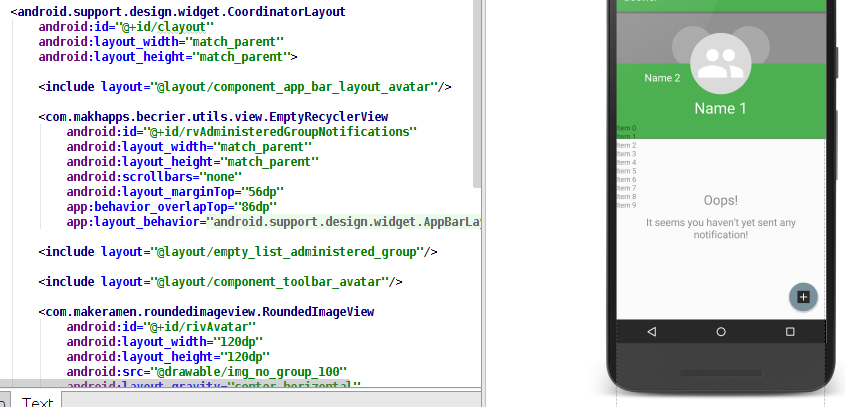 <android.support.design.widget.CoordinatorLayout
android:id="@+id/clayout"
android:layout_width="match_parent"
android:layout_height="match_parent">
<include layout="@layout/component_app_bar_layout_avatar"/>
<com.makhapps.becrier.utils.view.EmptyRecyclerView
android:id="@+id/rvAdministeredGroupNotifications"
android:layout_width="match_parent"
android:layout_height="match_parent"
android:scrollbars="none"
android:layout_marginTop="56dp"
app:behavior_overlapTop="86dp"
app:layout_behavior="android.support.design.widget.AppBarLay
<include layout="@layout/empty_list_administered_group"/>
<include layout="@layout/component_toolbar_avatar"/>
<com.makeramen.roundedimageview.RoundedImageView
android:id="@+id/rivAvatar"
android:layout_width="120dp"
android:layout_height="120dp"
android:src="@drawable/img_no_group_100"
android:layout_gravity="center_horizontal"
Text
Name 2
Name 1
Item 0
Item 1
Item 2
Item 3
Item 4
Item 5
Item 6
Item 7
Item 8
Item 9
Oops!
It seems you haven't yet sent any
notification!